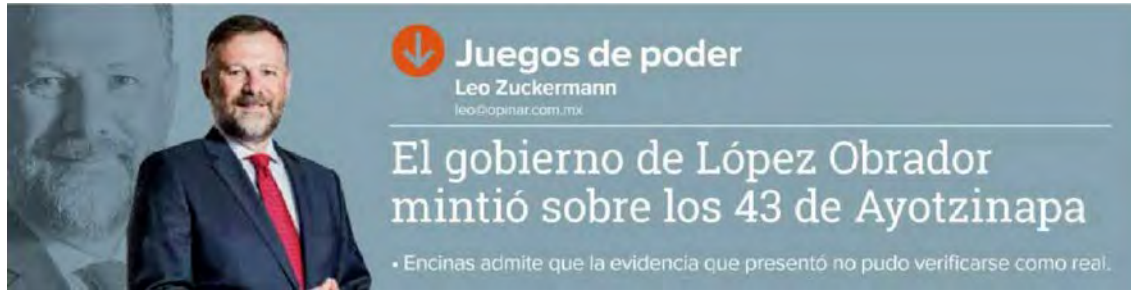 Juegos de poder
Leo Zuckermann
leo@opinar.com.mx
El gobierno de López Obrador
mintió sobre los 43 de Ayotzinapa
• Encinas admite que la evidencia que presentó no pudo verificarse como real.